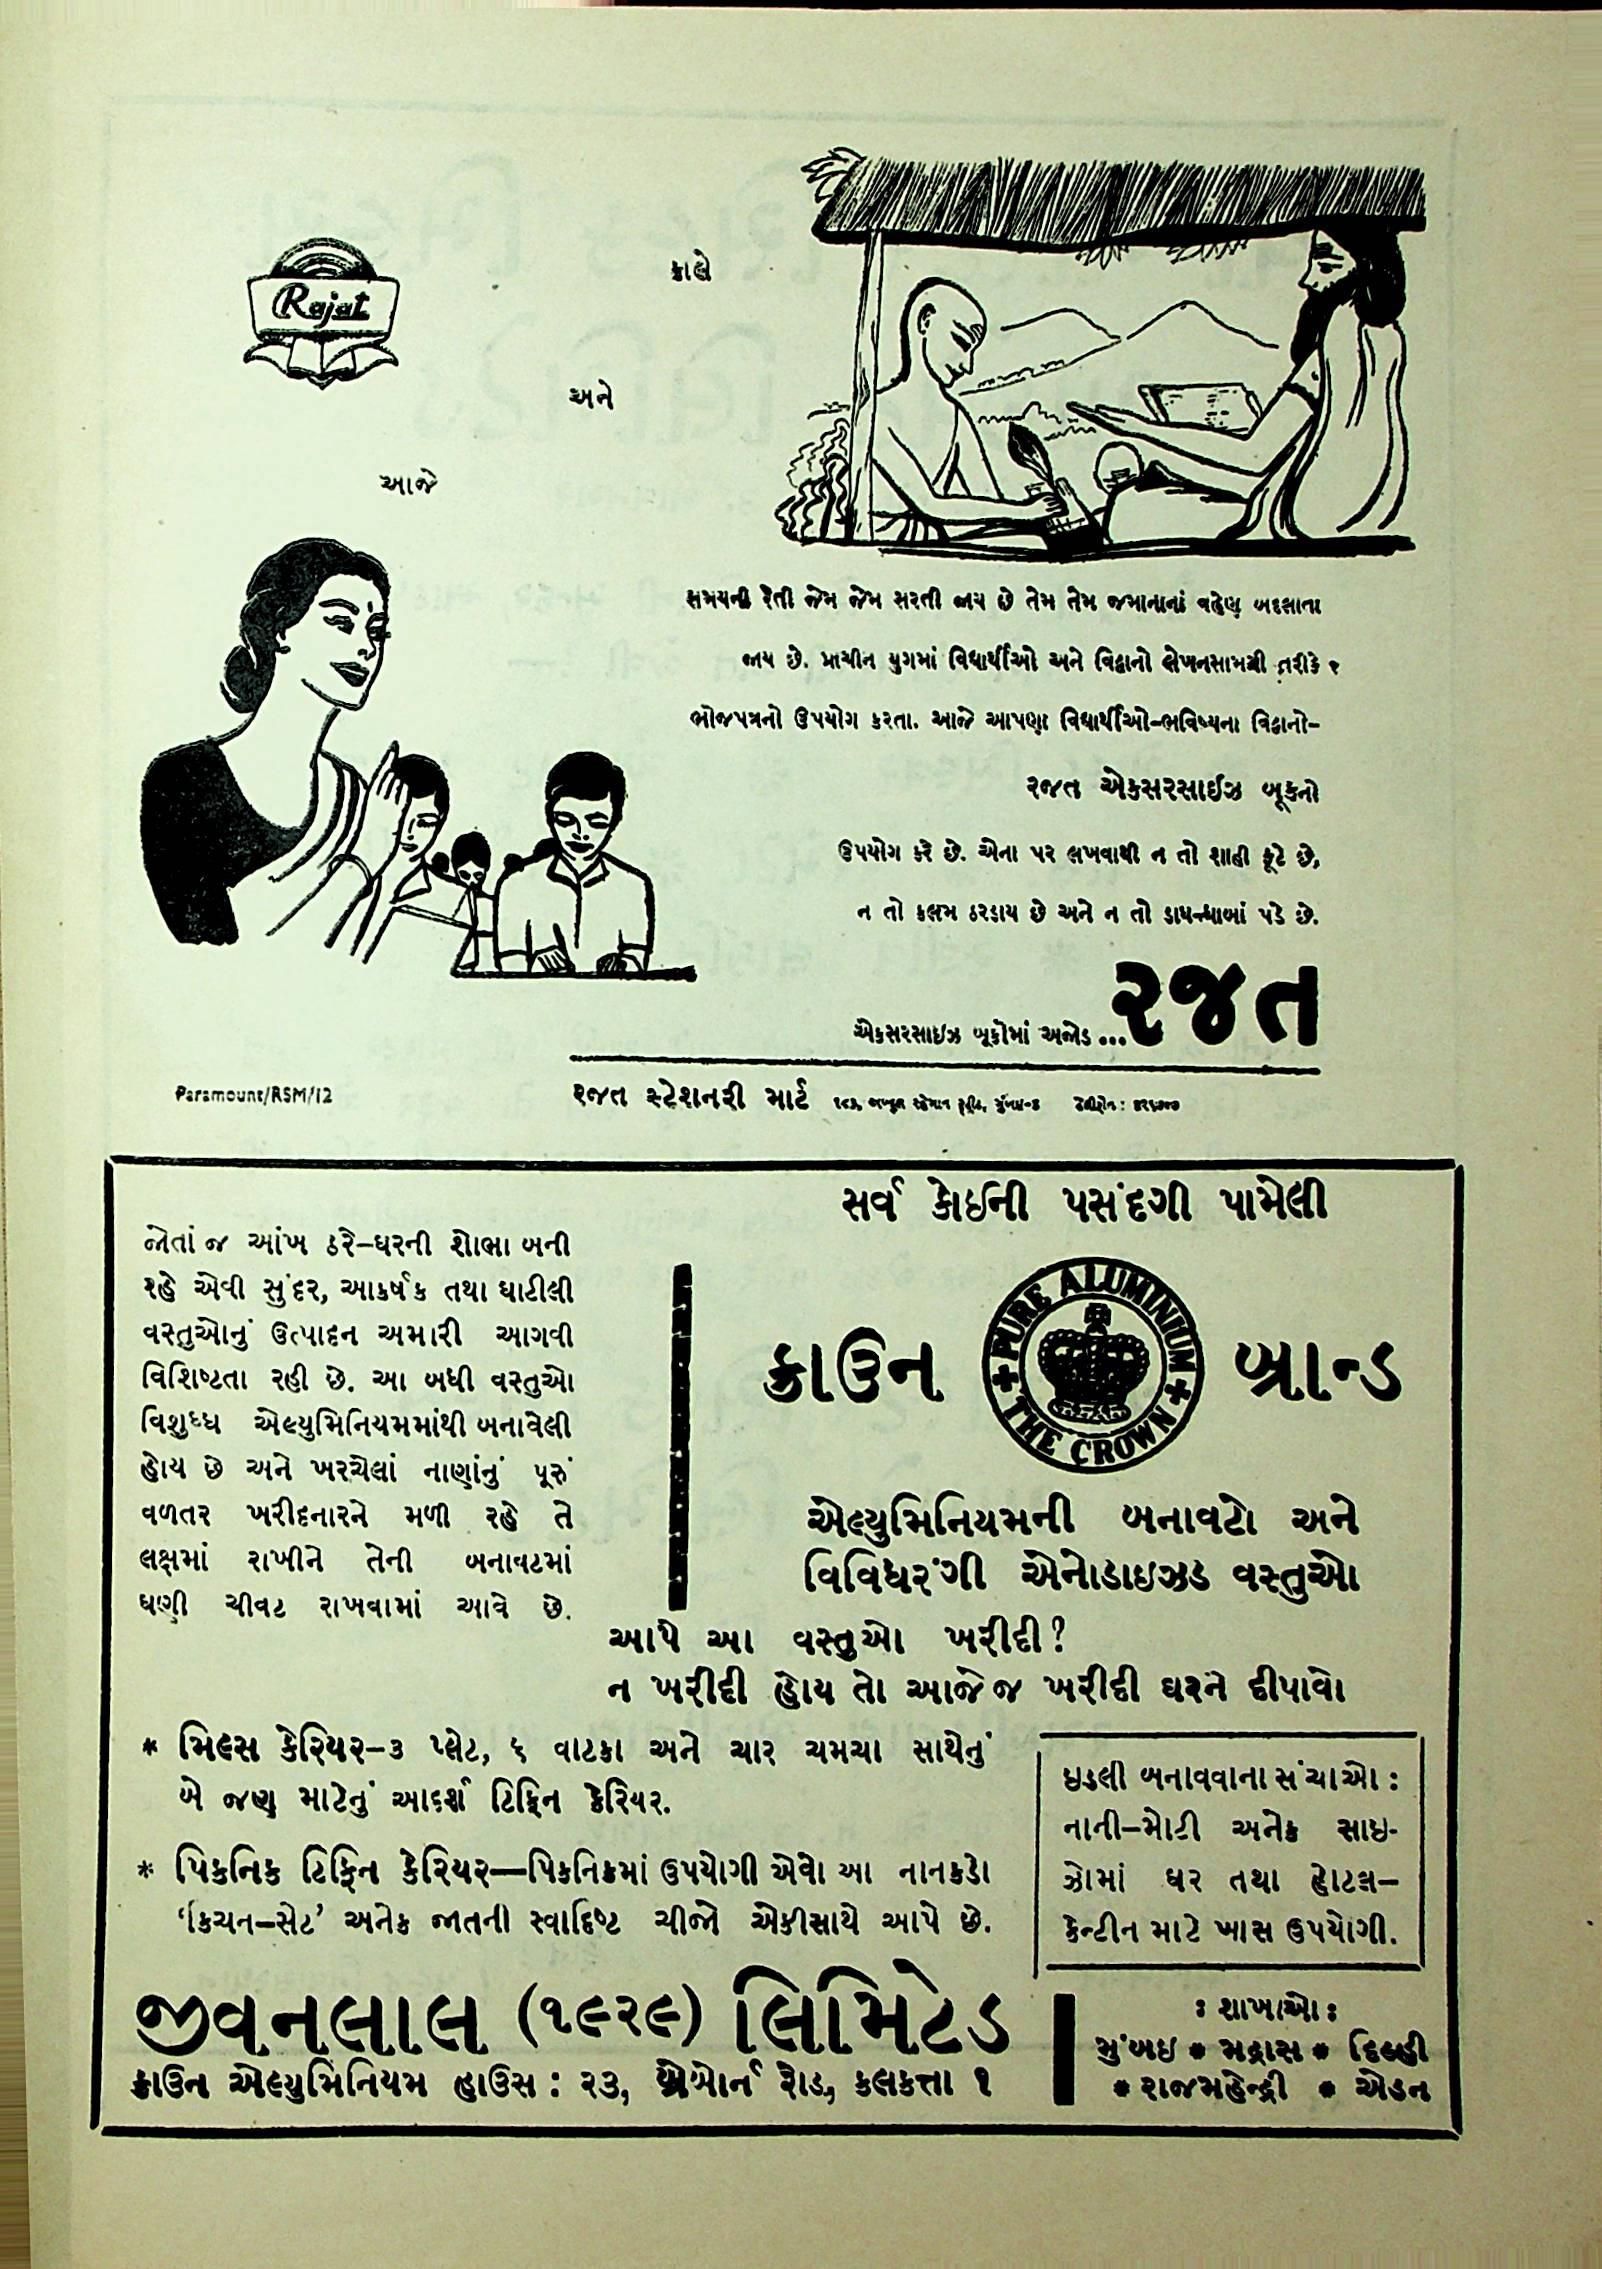 Rajat
કાલે
અને
આજે
સમયની રેતી જેમ જેમ સરતી જાય છે તેમ તેમ જમાનાનાં વહેણ બદલાતા
જાય છે. પ્રાચીન યુગમાં વિદ્યાર્થીઓ અને વિદ્વાનો લેખનસામગ્રી તરીકે
ભોજપત્રનો ઉપયોગ કરતા. આજે આપણા વિદ્યાર્થીઓ–ભવિષ્યના વિદ્વાનો–
રજત એકસરસાઈઝ બૂકનો
ઉપયોગ કરે છે. એના પર લખવાથી ન તો શાહી ફૂટે છે,
ન તો કલમ ઠરડાય છે અને ન તો ડાઘધાબાં પડે છે.
એકસરસાઇઝ બૂકોમાં અજોડ...રજત
Paramount/RSM/12
રજત સ્ટેશનરી માર્ટ
સર્વ કોઈની પસંદગી પામેલી
ક્રાઉન બ્રાન્ડ
PURE ALUMINIUM
THE CROWN
એલ્યુમિનિયમની બનાવટો અને
વિવિધરંગી એનોડાઇઝ્ડ વસ્તુઓ
જોતાં જ આંખ ઠરે–ઘરની શોભા બની
રહે એવી સુંદર, આકર્ષક તથા ઘાટીલી
વસ્તુઓનું ઉત્પાદન અમારી આગવી
વિશિષ્ટતા રહી છે. આ બધી વસ્તુઓ
વિશુધ્ધ એલ્યુમિનિયમમાંથી બનાવેલી
હોય છે અને ખરચેલાં નાણાંનું પૂરું
વળતર ખરીદનારને મળી રહે તે
લક્ષમાં રાખીને તેની બનાવટમાં
ઘણી ચીવટ રાખવામાં આવે છે.
આપે આ વસ્તુઓ ખરીદી?
ન ખરીદી હોય તો આજેજ ખરીદી ઘરને દીપાવો
* મિલ્સ કેરિયર–૩ પ્લેટ, ૬ વાટકા અને ચાર ચમચા સાથેનું
બે જણ માટેનું આદર્શ ટિફિન કેરિયર.
* પિકનિક ટિફિન કેરિયર—પિકનિકમાં ઉપયોગી એવો આ નાનકડો
‘કિચન–સેટ’ અનેક જાતની સ્વાદિષ્ટ ચીજો એકીસાથે આપે છે.
ઇડલી બનાવવાના સંચાઓ :
નાની–મોટી અનેક સાઇ-
ઝોમાં ઘર તથા હોટલ–
કેન્ટીન માટે ખાસ ઉપયોગી.
જીવનલાલ (૧૯૨૯) લિમિટેડ
ક્રાઉન એલ્યુમિનિયમ હાઉસ : ૨૩, બ્રેબોર્ન રોડ, કલકત્તા ૧
: શાખાઓ :
મુંબઇ * મદ્રાસ * દિલ્હી
* રાજમહેન્દ્રી * એડન